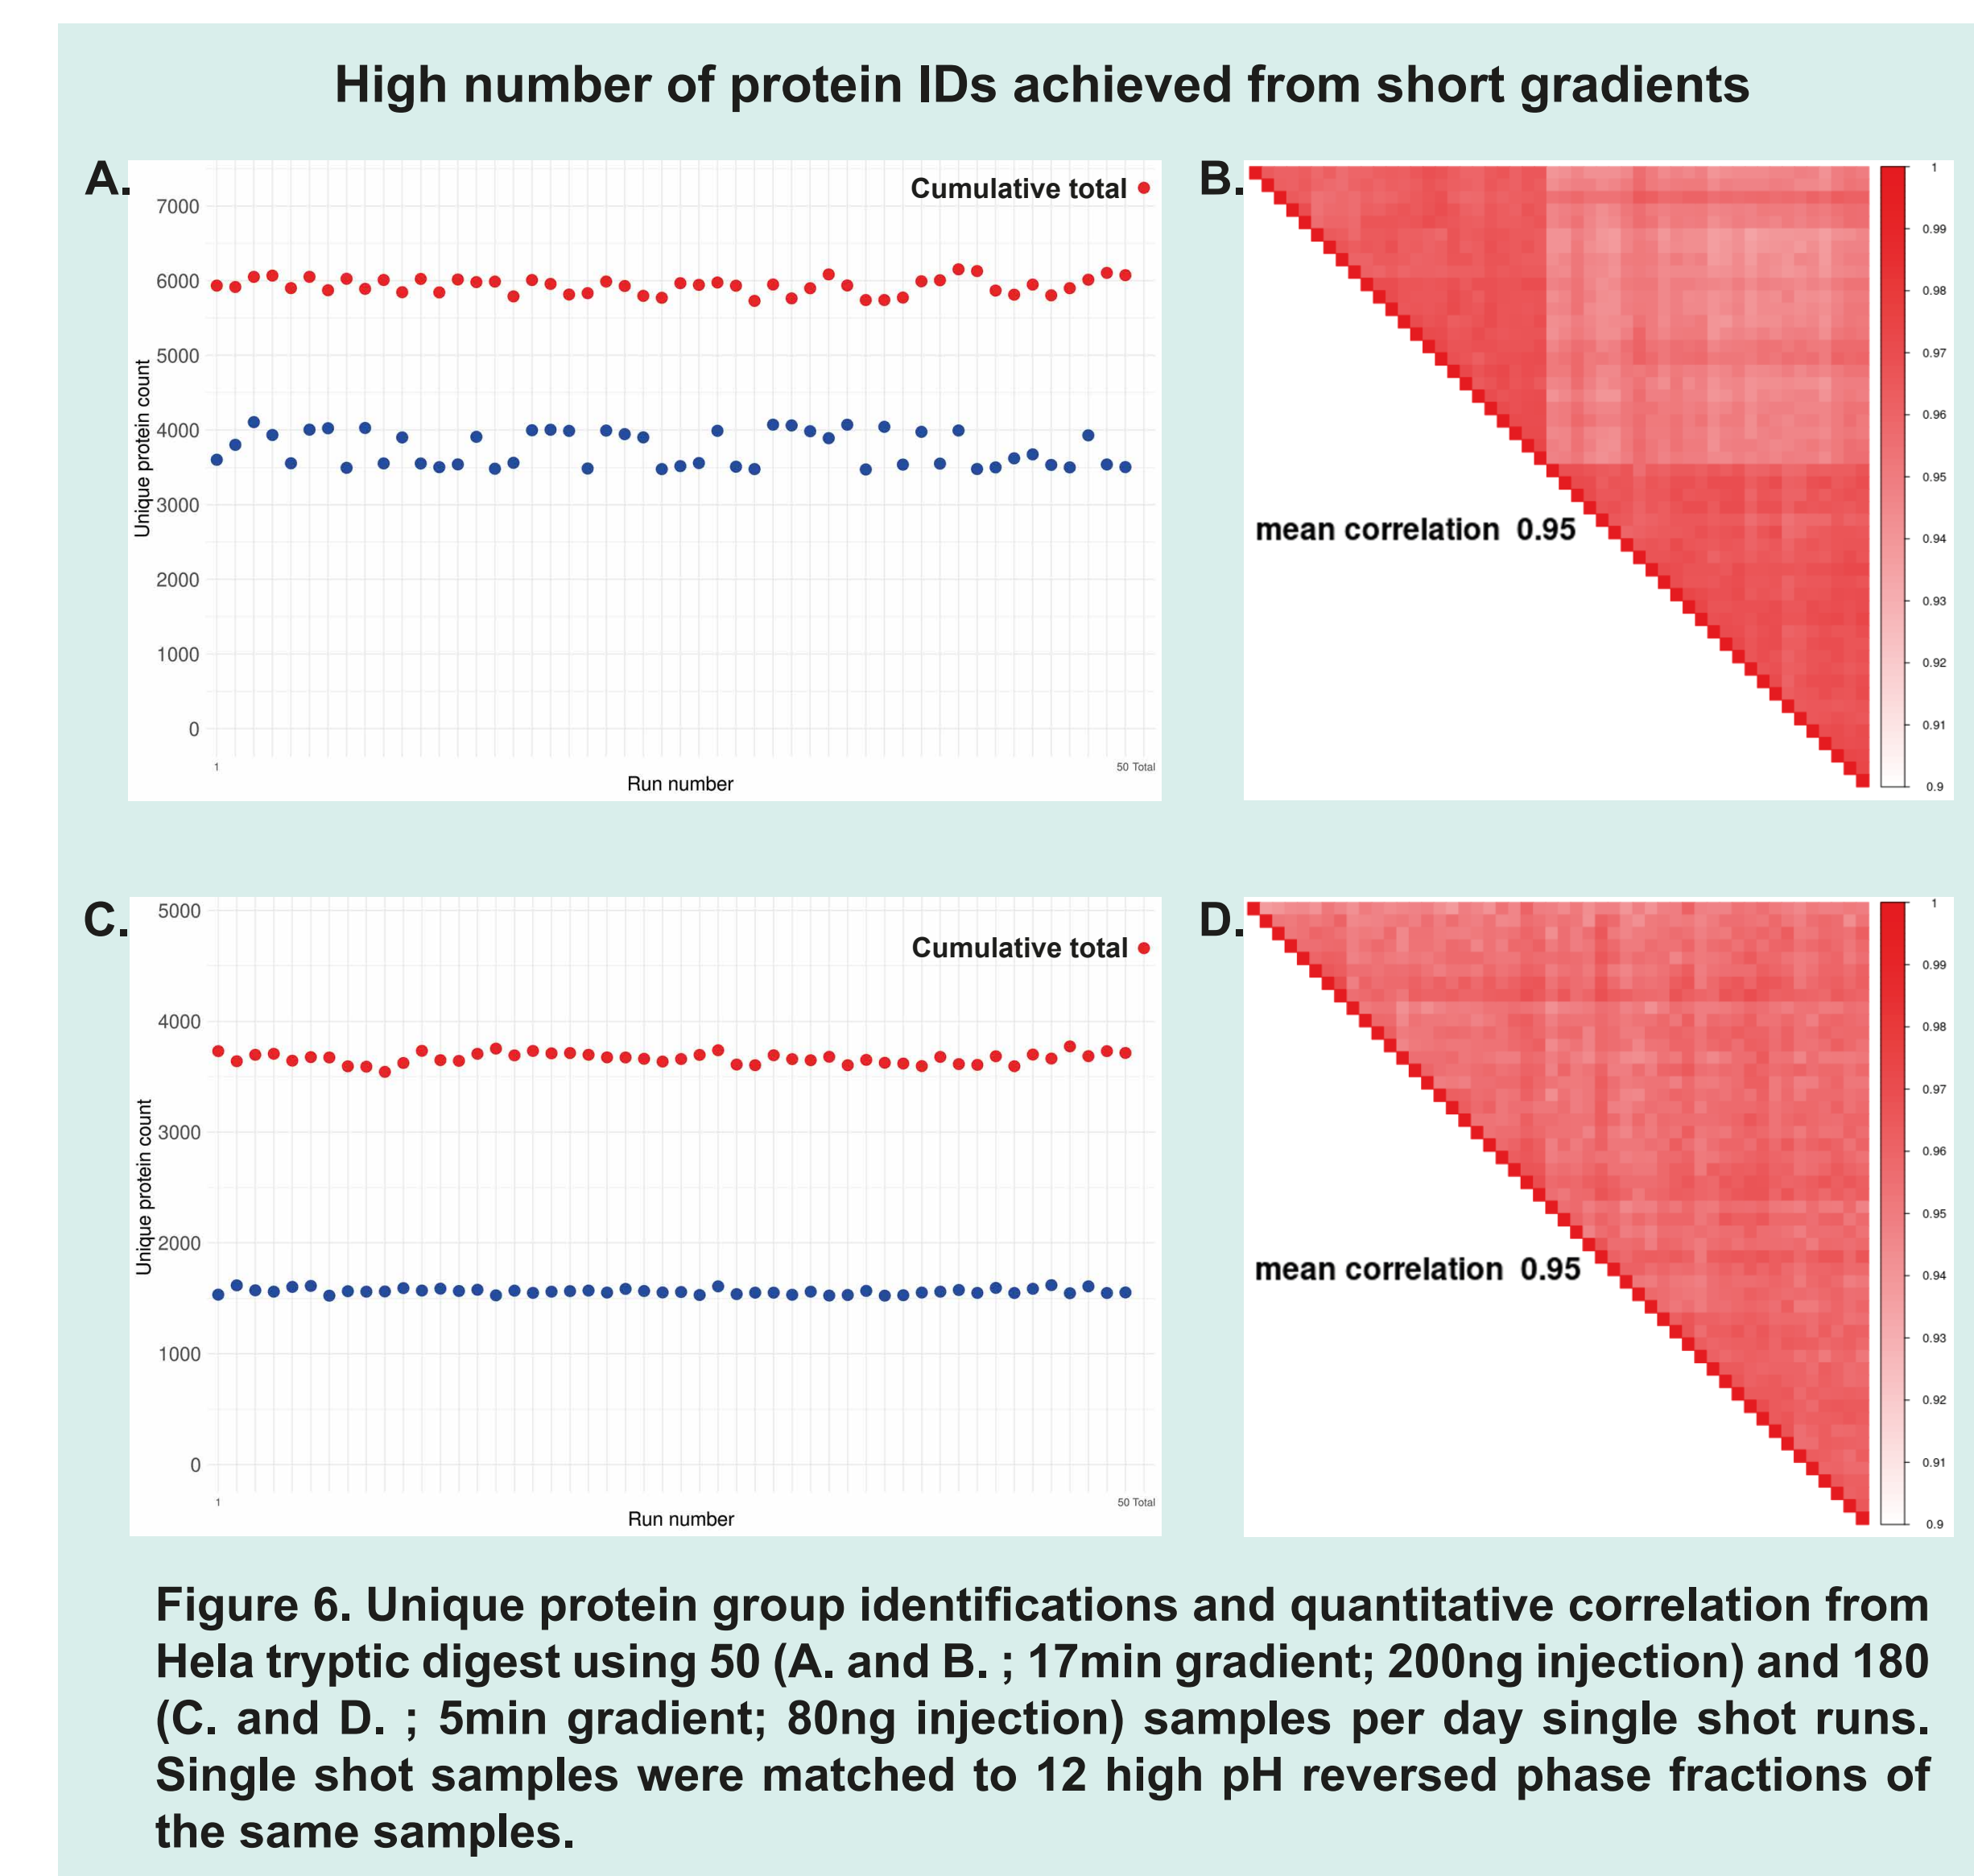 High number of protein IDs achieved from short gradients
A.
Cumulative total
7000
6000
5000
4000
3000
2000
1000
0
Unique protein count
1
50 Total
Run number
B.
mean correlation 0.95
1
0.99
0.98
0.97
0.96
0.95
0.94
0.93
0.92
0.91
0.9
C.
Cumulative total
5000
4000
3000
2000
1000
0
Unique protein count
1
50 Total
Run number
D.
mean correlation 0.95
1
0.99
0.98
0.97
0.96
0.95
0.94
0.93
0.92
0.91
0.9
Figure 6. Unique protein group identifications and quantitative correlation from
Hela tryptic digest using 50 (A. and B. ; 17min gradient; 200ng injection) and 180
(C. and D. ; 5min gradient; 80ng injection) samples per day single shot runs.
Single shot samples were matched to 12 high pH reversed phase fractions of
the same samples.